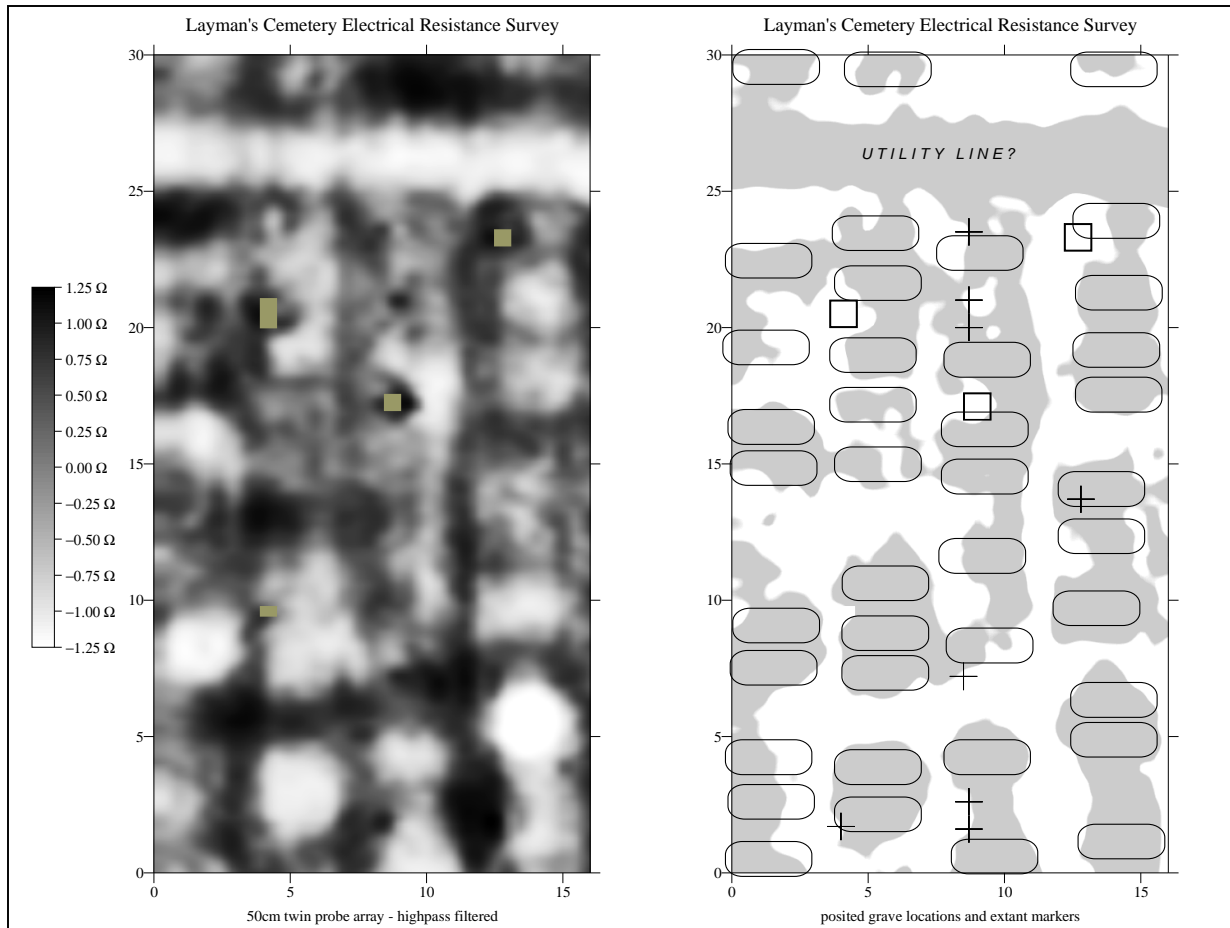 Layman's Cemetery Electrical Resistance Survey
30
25
20
15
10
5
0
0 5 10 15
50cm twin probe array - highpass filtered
1.25 Ω
1.00 Ω
0.75 Ω
0.50 Ω
0.25 Ω
0.00 Ω
−0.25 Ω
−0.50 Ω
−0.75 Ω
−1.00 Ω
−1.25 Ω
Layman's Cemetery Electrical Resistance Survey
30
UTILITY LINE?
25
20
15
10
5
0
0 5 10 15
posited grave locations and extant markers